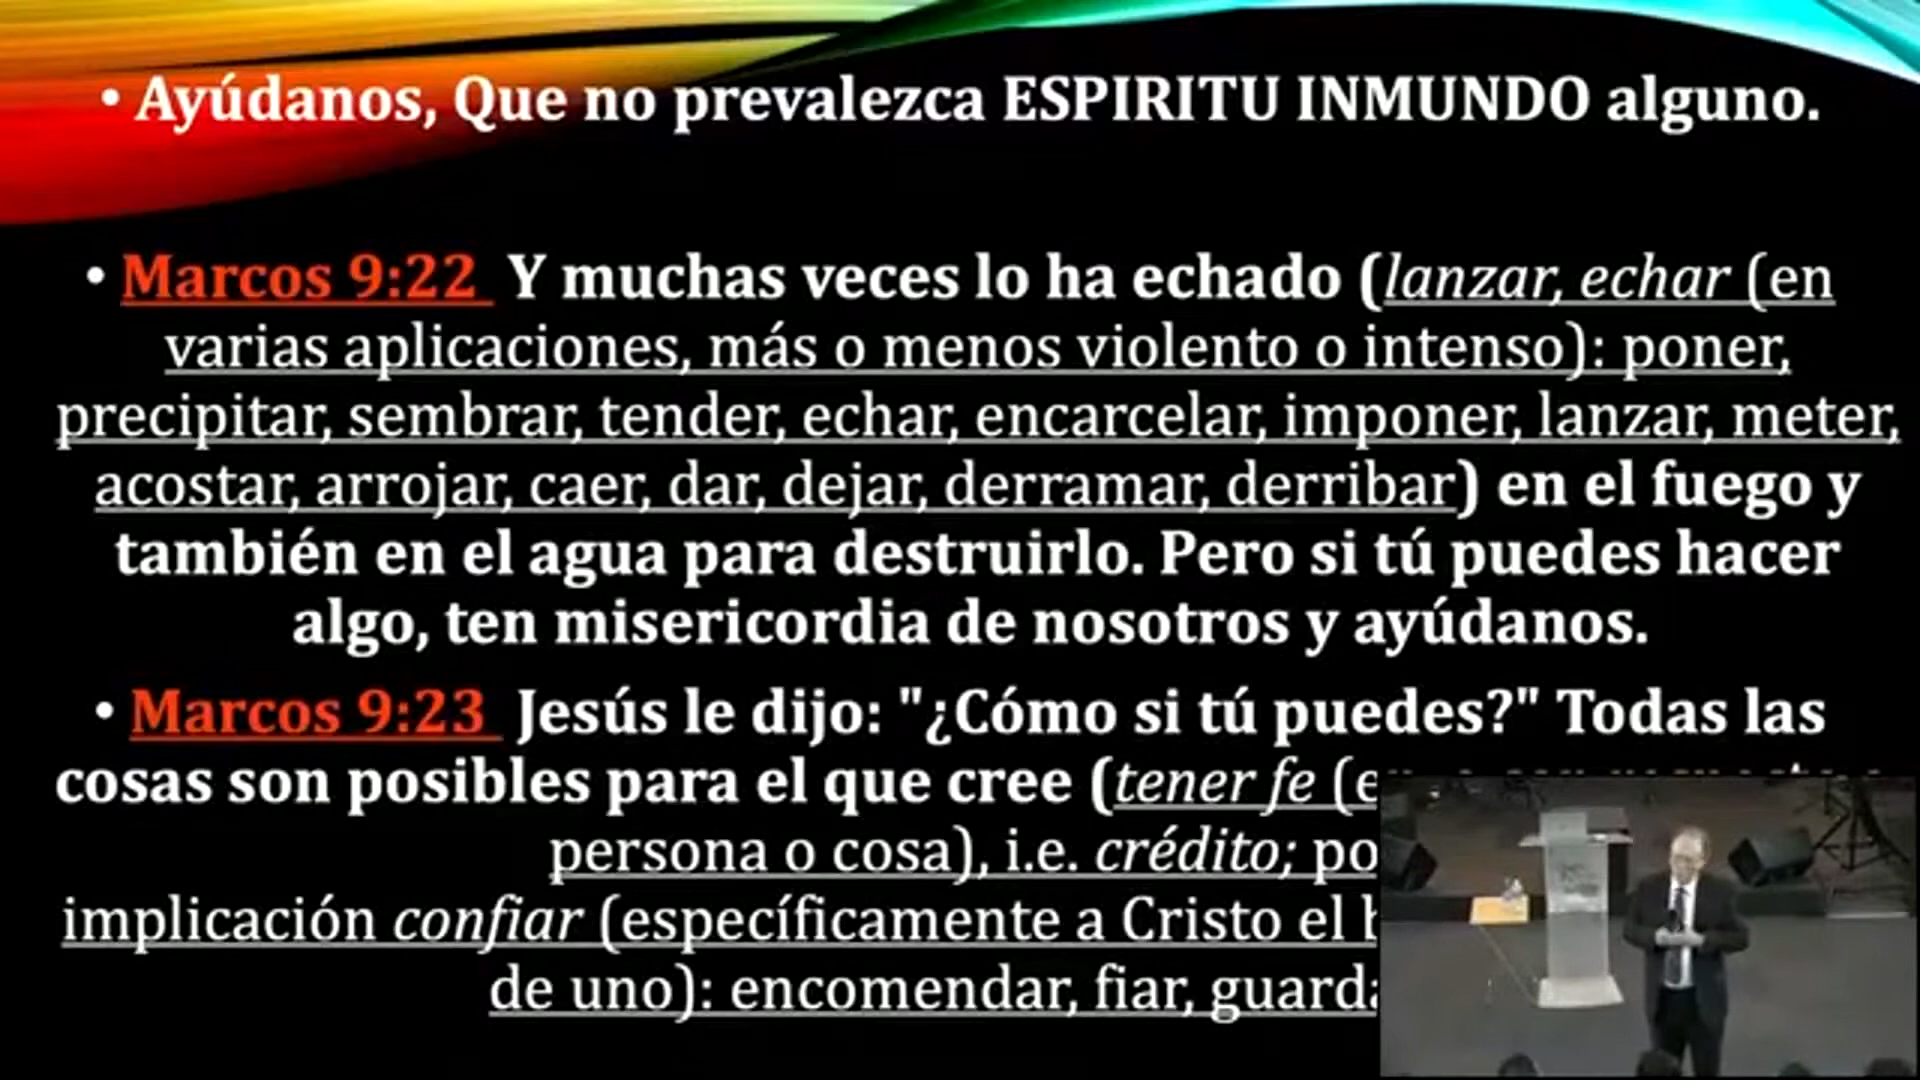 • Ayúdanos, Que no prevalezca ESPIRITU INMUNDO alguno.
• Marcos 9:22 Y muchas veces lo ha echado (lanzar, echar (en
varias aplicaciones, más o menos violento o intenso): poner,
precipitar, sembrar, tender, echar, encarcelar, imponer, lanzar, meter,
acostar, arrojar, caer, dar, dejar, derramar, derribar) en el fuego y
también en el agua para destruirlo. Pero si tú puedes hacer
algo, ten misericordia de nosotros y ayúdanos.
• Marcos 9:23 Jesús le dijo: "¿Cómo si tú puedes?" Todas las
cosas son posibles para el que cree (tener fe
persona o cosa), i.e. crédito;
implicación confiar (específicamente a Cristo el
de uno): encomendar, fiar,